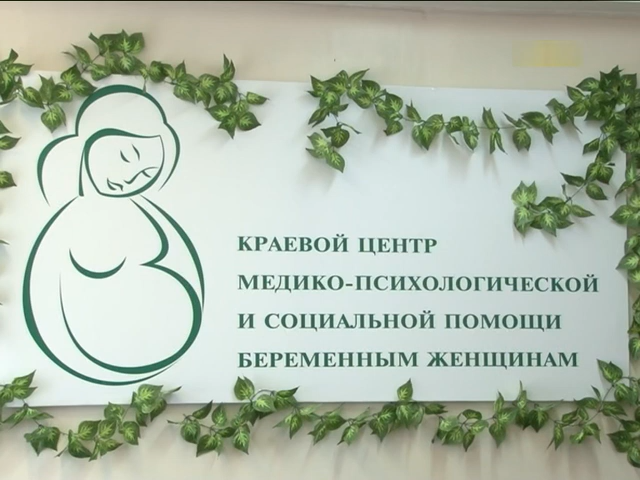 КРАЕВОЙ ЦЕНТР
МЕДИКО-ПСИХОЛОГИЧЕСКОЙ
И СОЦИАЛЬНОЙ ПОМОЩИ
БЕРЕМЕННЫМ ЖЕНЩИНАМ